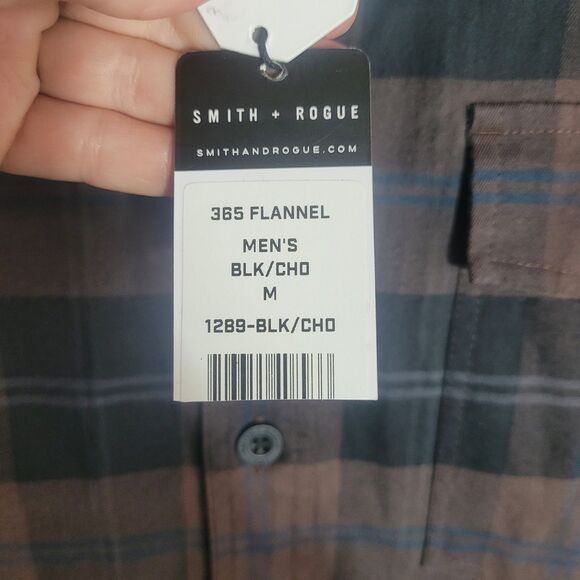 SMITH + ROGUE
SMITHANDROGUE.COM
365 FLANNEL
MEN'S
BLK/CHO
M
1289-BLK/CHO